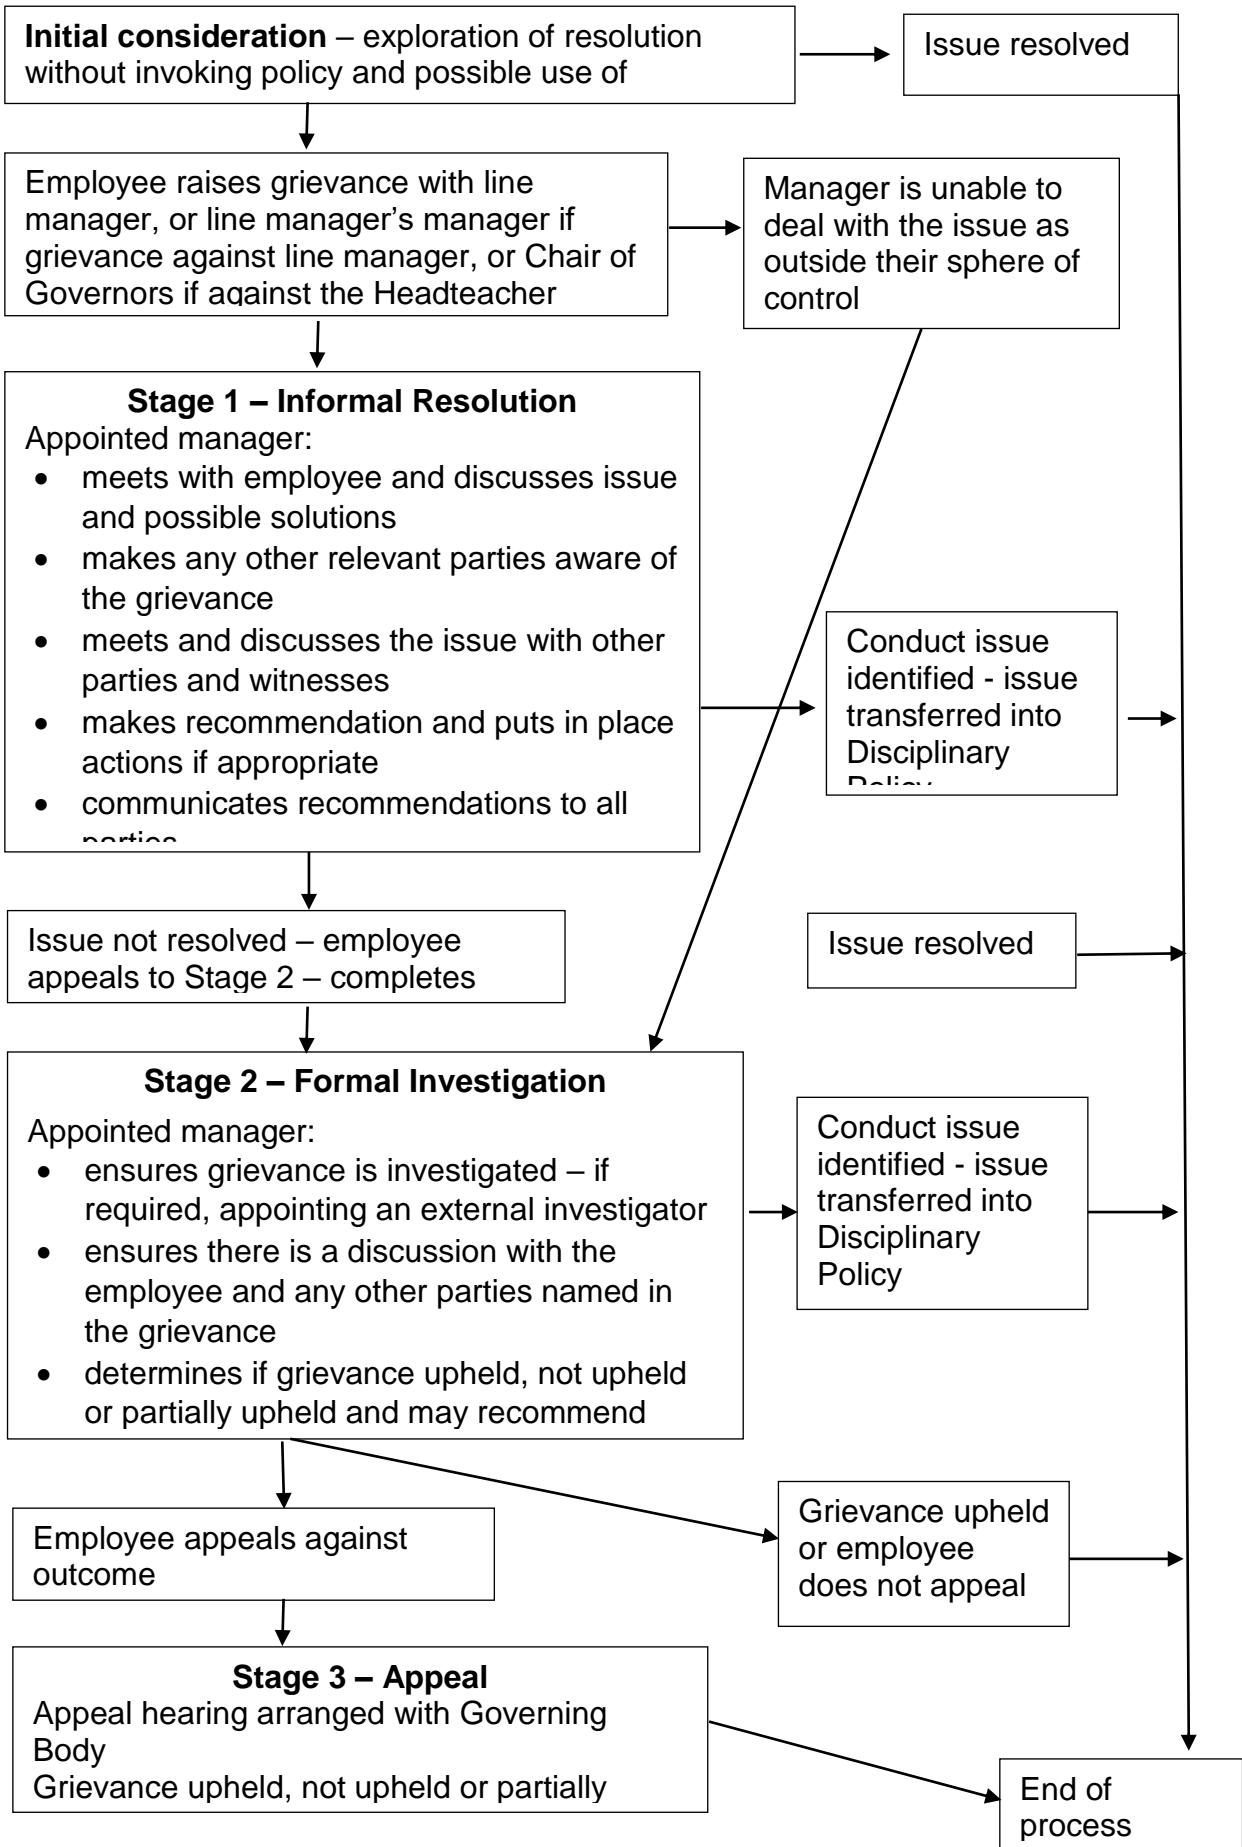 Initial consideration – exploration of resolution
without invoking policy and possible use of
Issue resolved
Employee raises grievance with line
manager, or line manager’s manager if
grievance against line manager, or Chair of
Governors if against the Headteacher
Manager is unable to
deal with the issue as
outside their sphere of
control
Stage 1 – Informal Resolution
Appointed manager:
• meets with employee and discusses issue
and possible solutions
• makes any other relevant parties aware of
the grievance
• meets and discusses the issue with other
parties and witnesses
• makes recommendation and puts in place
actions if appropriate
• communicates recommendations to all
parties
Conduct issue
identified - issue
transferred into
Disciplinary
Policy
Issue not resolved – employee
appeals to Stage 2 – completes
Issue resolved
Stage 2 – Formal Investigation
Appointed manager:
• ensures grievance is investigated – if
required, appointing an external investigator
• ensures there is a discussion with the
employee and any other parties named in
the grievance
• determines if grievance upheld, not upheld
or partially upheld and may recommend
Conduct issue
identified - issue
transferred into
Disciplinary
Policy
Employee appeals against
outcome
Grievance upheld
or employee
does not appeal
Stage 3 – Appeal
Appeal hearing arranged with Governing
Body
Grievance upheld, not upheld or partially
End of
process